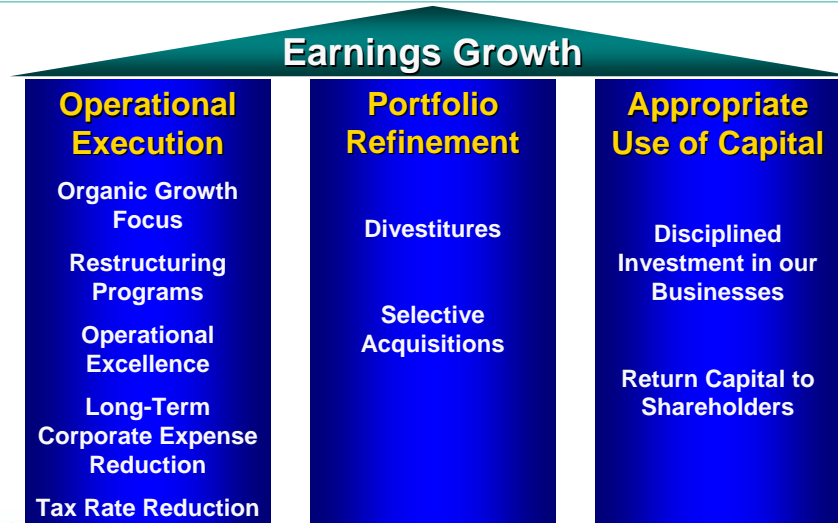 Earnings Growth
Operational
Execution
Organic Growth
Focus
Restructuring
Programs
Operational
Excellence
Long-Term
Corporate Expense
Reduction
Tax Rate Reduction
Portfolio
Refinement
Divestitures
Selective
Acquisitions
Appropriate
Use of Capital
Disciplined
Investment in our
Businesses
Return Capital to
Shareholders